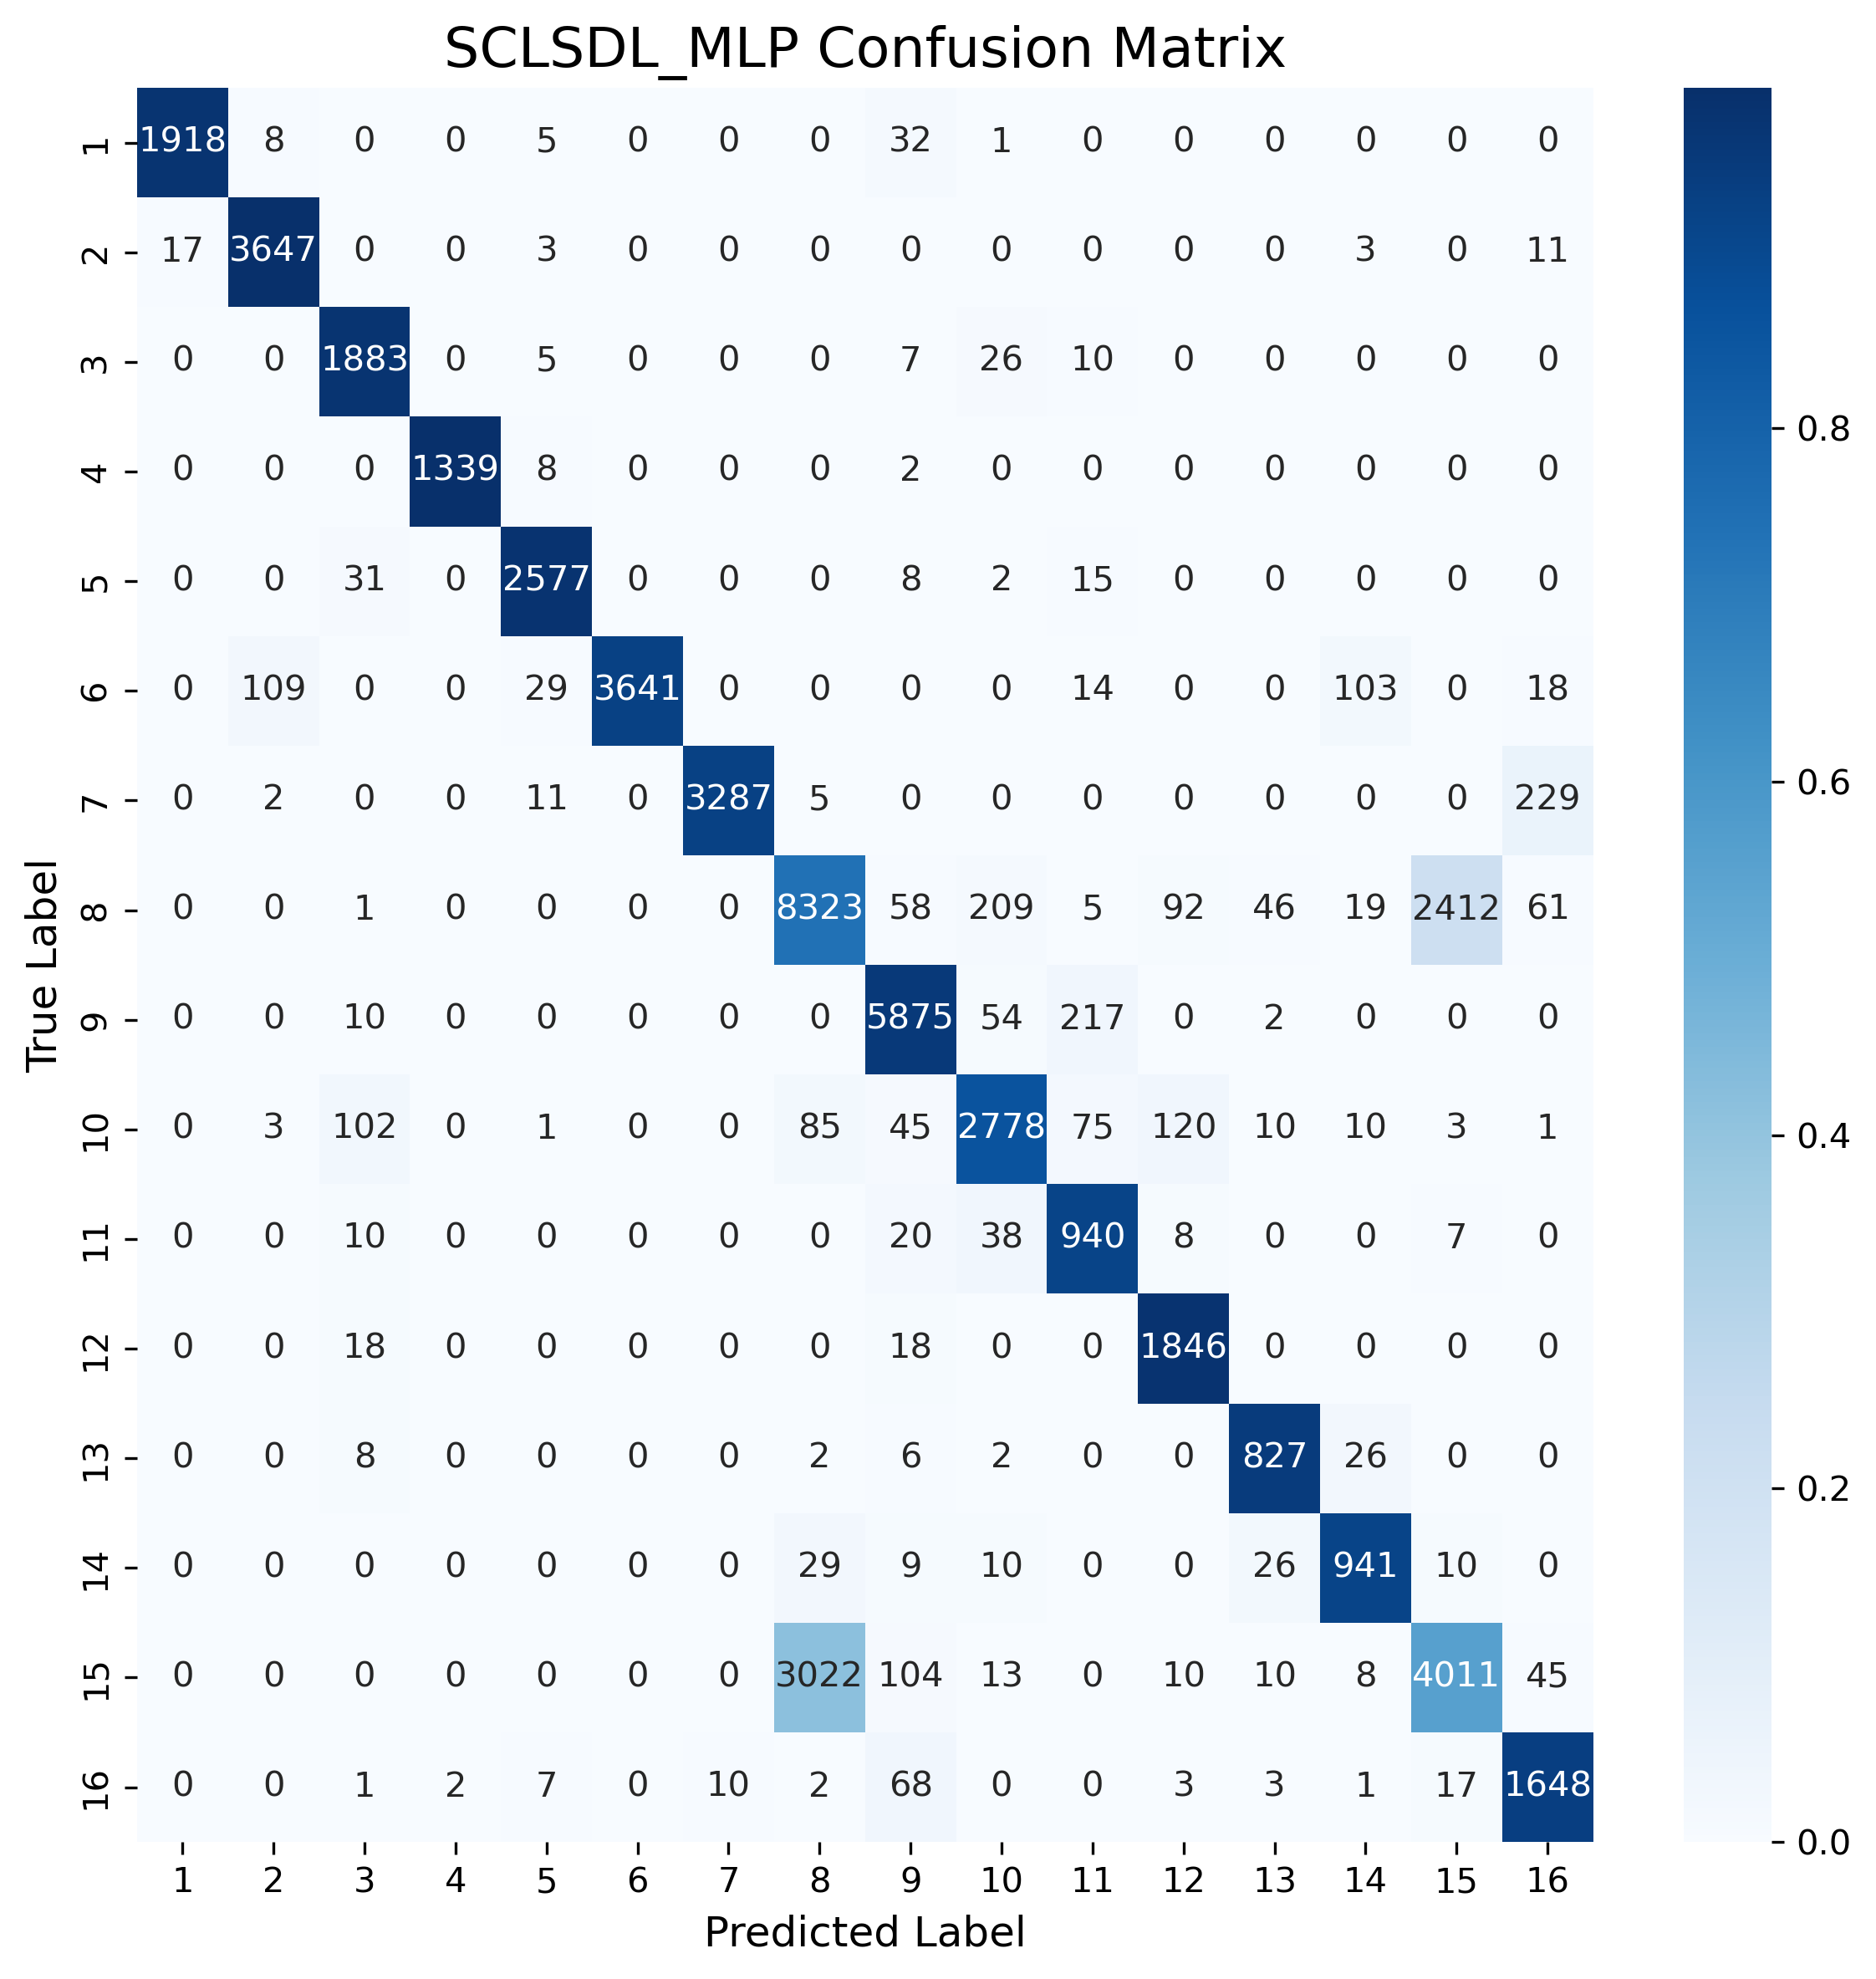 SCLSDL_MLP Confusion Matrix
1 1918 8 0 0 5 0 0 0 32 1 0 0 0 0 0 0
2 17 3647 0 0 3 0 0 0 0 0 0 0 0 3 0 11
3 0 0 1883 0 5 0 0 0 7 26 10 0 0 0 0 0
0.8
4 0 0 0 1339 8 0 0 0 2 0 0 0 0 0 0 0
5 0 0 31 0 2577 0 0 0 8 2 15 0 0 0 0 0
6 0 109 0 0 29 3641 0 0 0 0 14 0 0 103 0 18
0.6
7 0 2 0 0 11 0 3287 5 0 0 0 0 0 0 0 229
8 0 0 1 0 0 0 0 8323 58 209 5 92 46 19 2412 61
True Label
9 0 0 10 0 0 0 0 0 5875 54 217 0 2 0 0 0
10 0 3 102 0 1 0 0 85 45 2778 75 120 10 10 3 1
0.4
11 0 0 10 0 0 0 0 0 20 38 940 8 0 0 7 0
12 0 0 18 0 0 0 0 0 18 0 0 1846 0 0 0 0
13 0 0 8 0 0 0 0 2 6 2 0 0 827 26 0 0
0.2
14 0 0 0 0 0 0 0 29 9 10 0 0 26 941 10 0
15 0 0 0 0 0 0 0 3022 104 13 0 10 10 8 4011 45
16 0 0 1 2 7 0 10 2 68 0 0 3 3 1 17 1648
0.0
1 2 3 4 5 6 7 8 9 10 11 12 13 14 15 16
Predicted Label